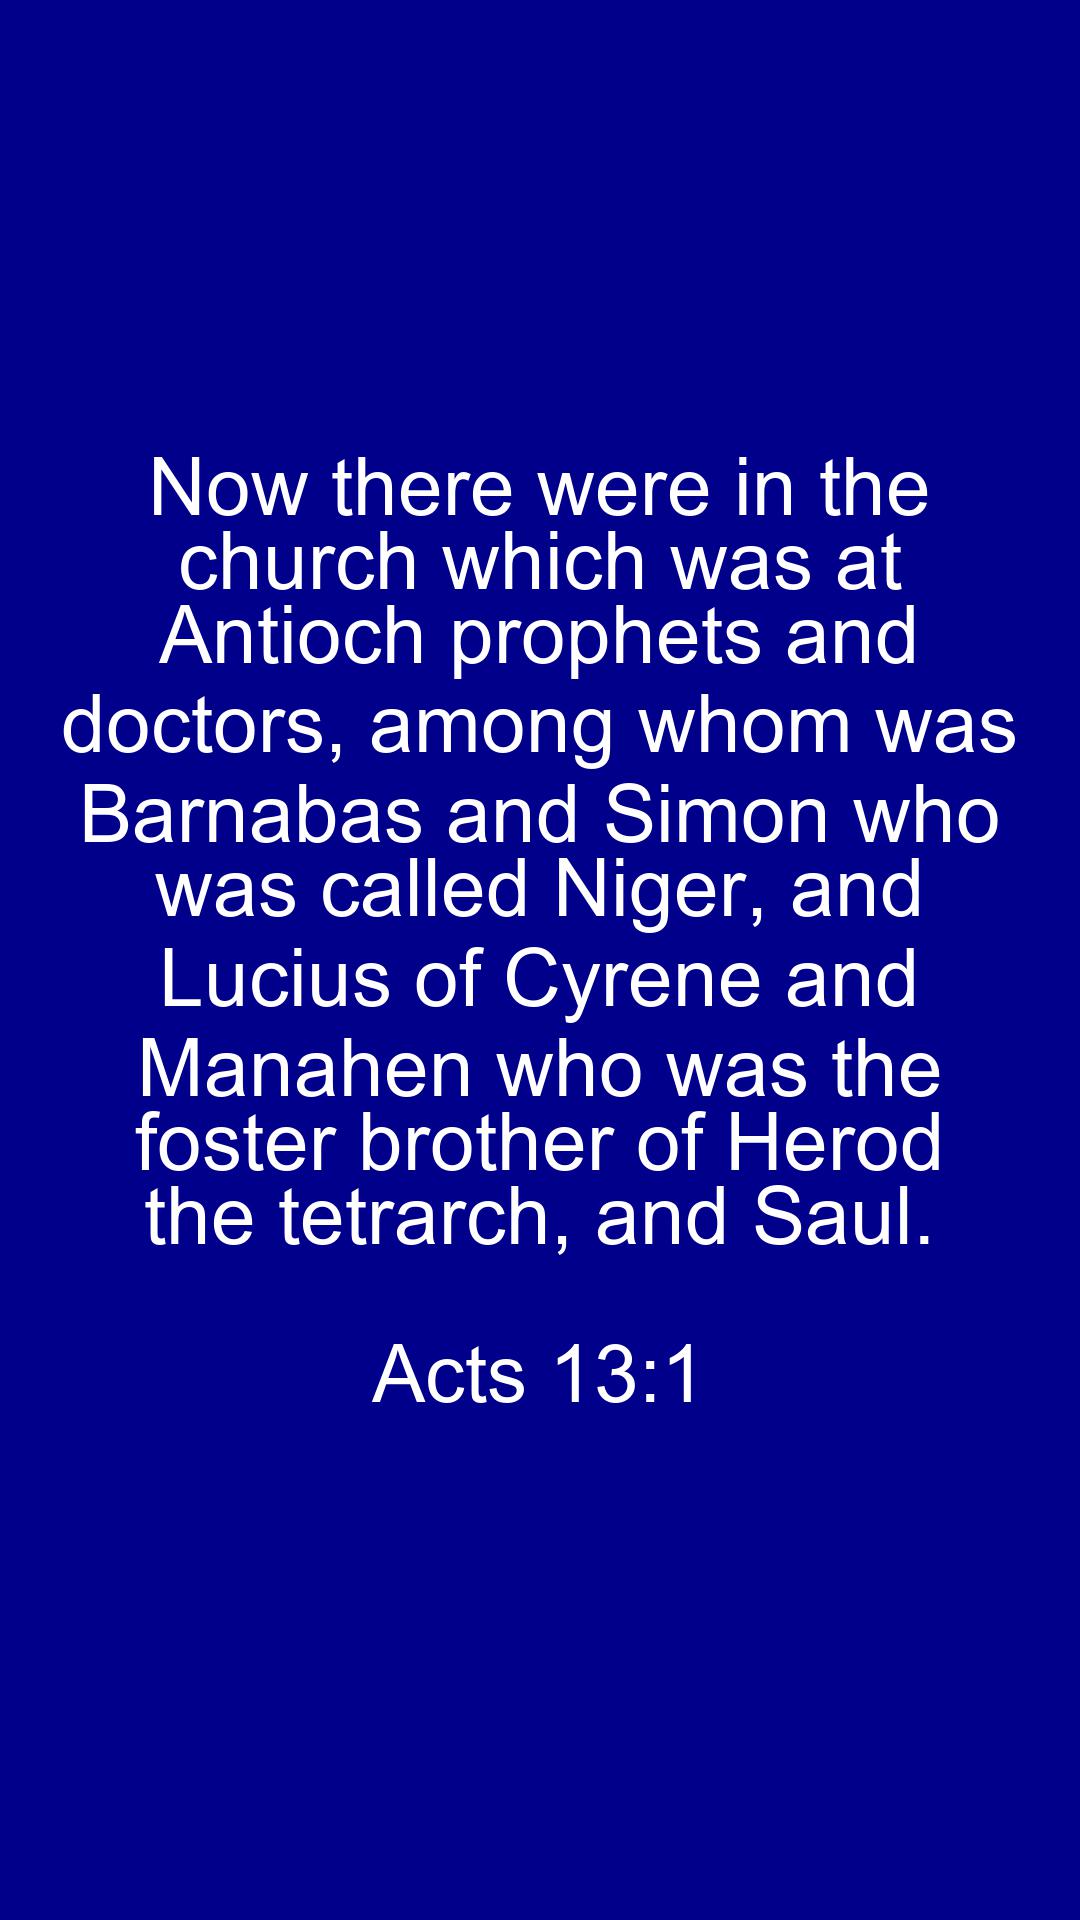 Now there were in the
church which was at
Antioch prophets and
doctors, among whom was
Barnabas and Simon who
was called Niger, and
Lucius of Cyrene and
Manahen who was the
foster brother of Herod
the tetrarch, and Saul.
Acts 13:1